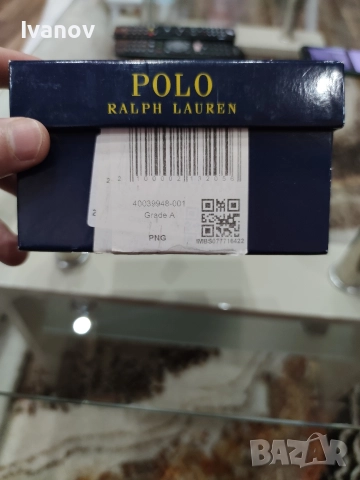 Ivanov
POLO
RALPH LAUREN
40039948-001
Grade A
PNG
BAZAR